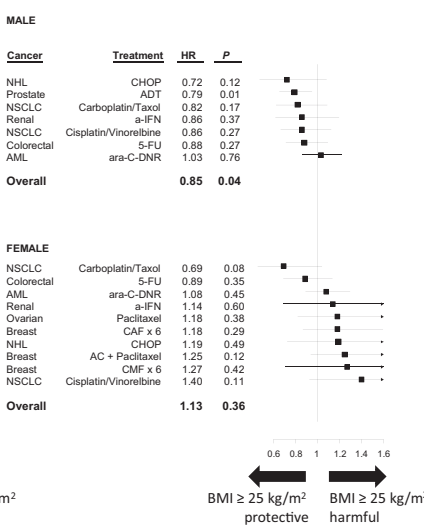 MALE
Cancer Treatment HR P
NHL CHOP 0.72 0.12
Prostate ADT 0.79 0.01
NSCLC Carboplatin/Taxol 0.82 0.17
Renal a-IFN 0.86 0.37
NSCLC Cisplatin/Vinorelbine 0.86 0.27
Colorectal 5-FU 0.88 0.27
AML ara-C-DNR 1.03 0.76
Overall 0.85 0.04
FEMALE
NSCLC Carboplatin/Taxol 0.69 0.08
Colorectal 5-FU 0.89 0.35
AML ara-C-DNR 1.08 0.45
Renal a-IFN 1.14 0.60
Ovarian Paclitaxel 1.18 0.38
Breast CAF x 6 1.18 0.29
NHL CHOP 1.19 0.49
Breast AC + Paclitaxel 1.25 0.12
Breast CMF x 6 1.27 0.42
NSCLC Cisplatin/Vinorelbine 1.40 0.11
Overall 1.13 0.36
0.6 0.8 1 1.2 1.4 1.6
m² BMI ≥ 25 kg/m² BMI ≥ 25 kg/m²
protective harmful